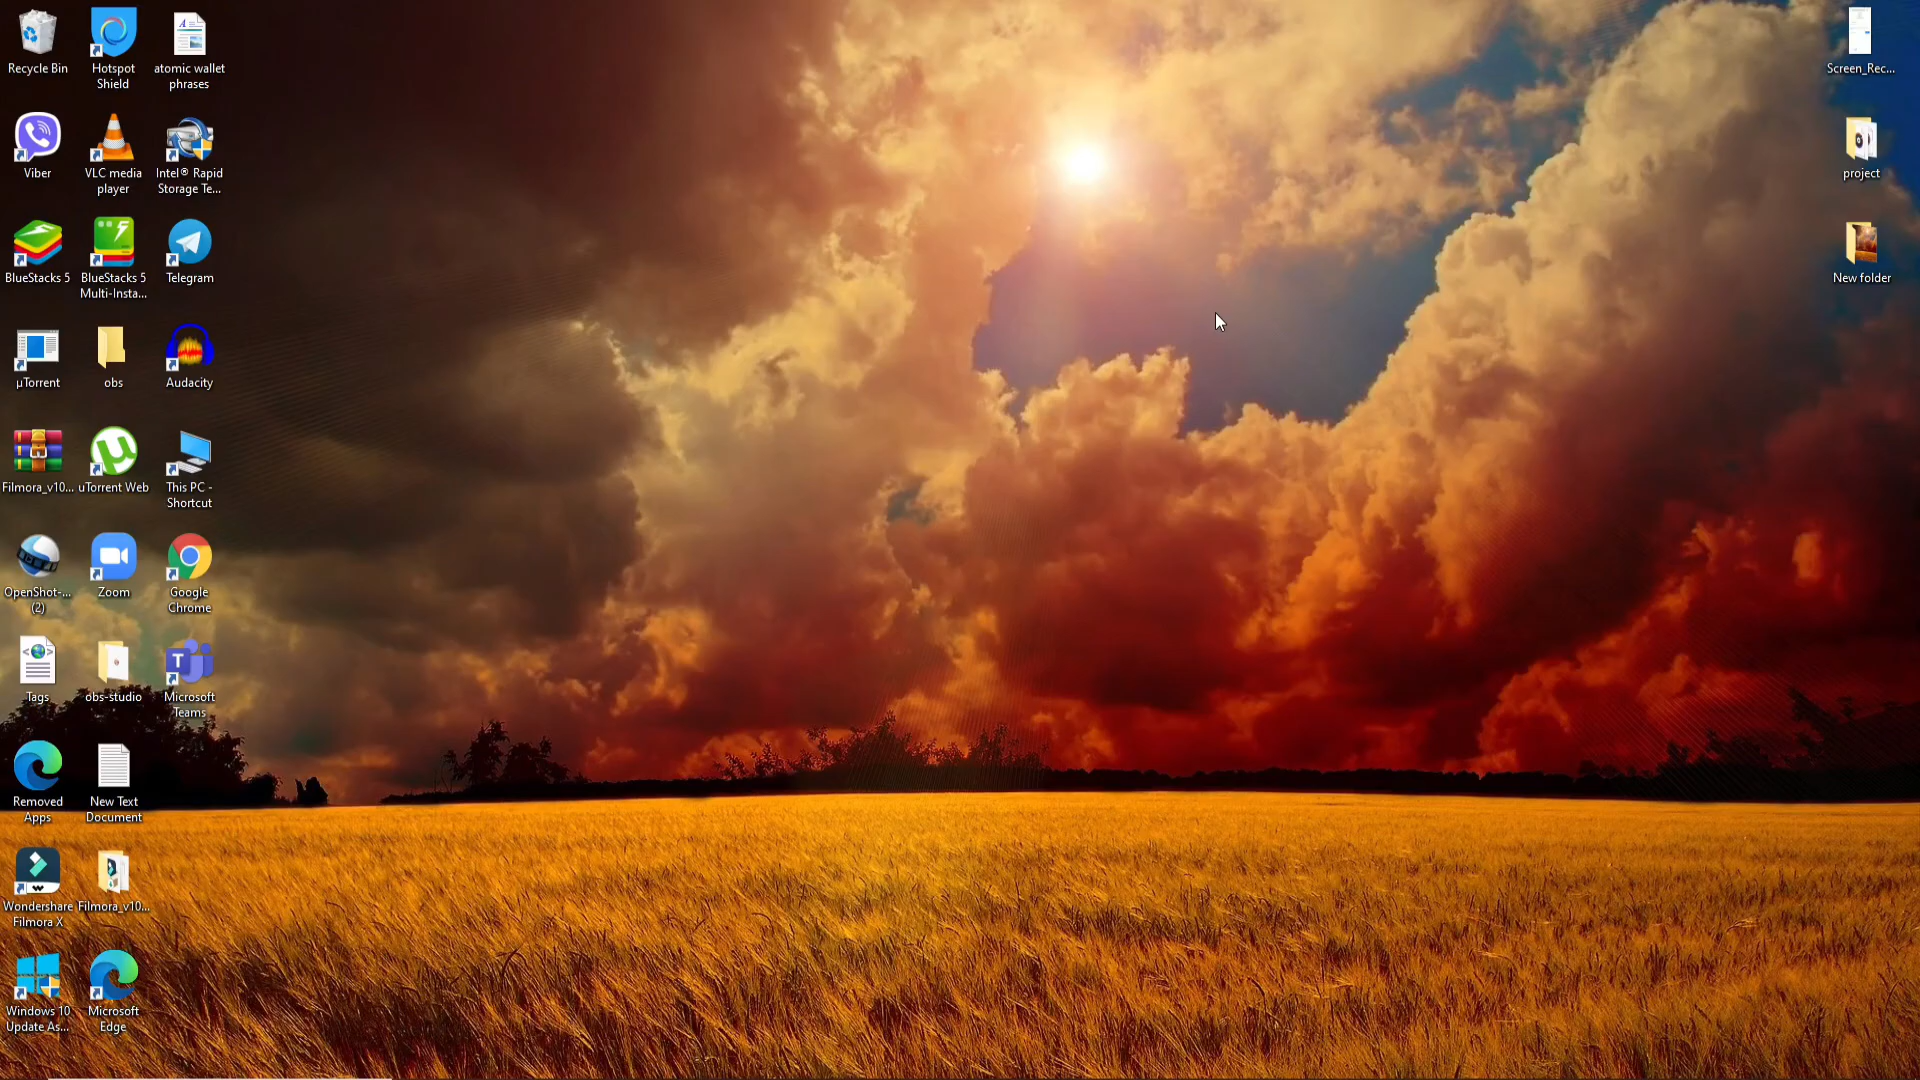 Recycle Bin
Hotspot
Shield
atomic wallet
phrases
Screen_Rec...
Viber
VLC media
player
Intel® Rapid
Storage Te...
project
BlueStacks 5
BlueStacks 5
Multi-Insta...
Telegram
New folder
µTorrent
obs
Audacity
Filmora_v10...
uTorrent Web
This PC -
Shortcut
OpenShot-...
(2)
Zoom
Google
Chrome
Tags
obs-studio
Microsoft
Teams
Removed
Apps
New Text
Document
Wondershare
Filmora X
Filmora_v10...
Windows 10
Update As...
Microsoft
Edge